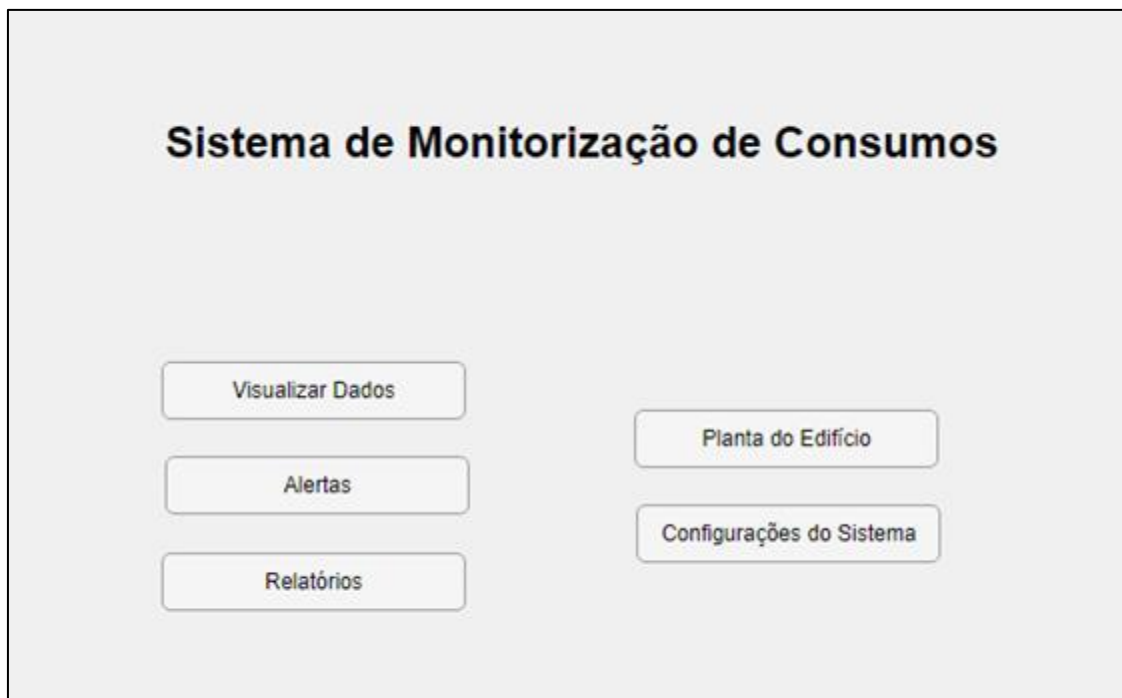 Sistema de Monitorização de Consumos
Visualizar Dados
Alertas
Relatórios
Planta do Edifício
Configurações do Sistema